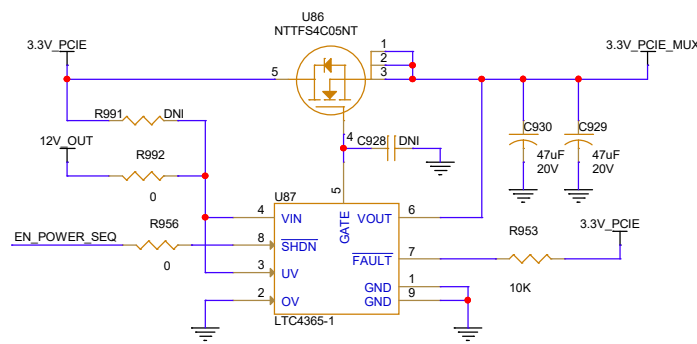 U86
NTTFS4C05NT
3.3V_PCIE
3.3V_PCIE_MUX
5
1
2
3
R991
DNI
4
C928
DNI
C930
C929
12V_OUT
R992
47uF
20V
47uF
20V
0
5
U87
GATE
4
VIN
VOUT
6
R956
R953
3.3V_PCIE
EN_POWER_SEQ
8
SHDN
FAULT
7
0
3
UV
10K
GND
1
2
OV
GND
9
LTC4365-1